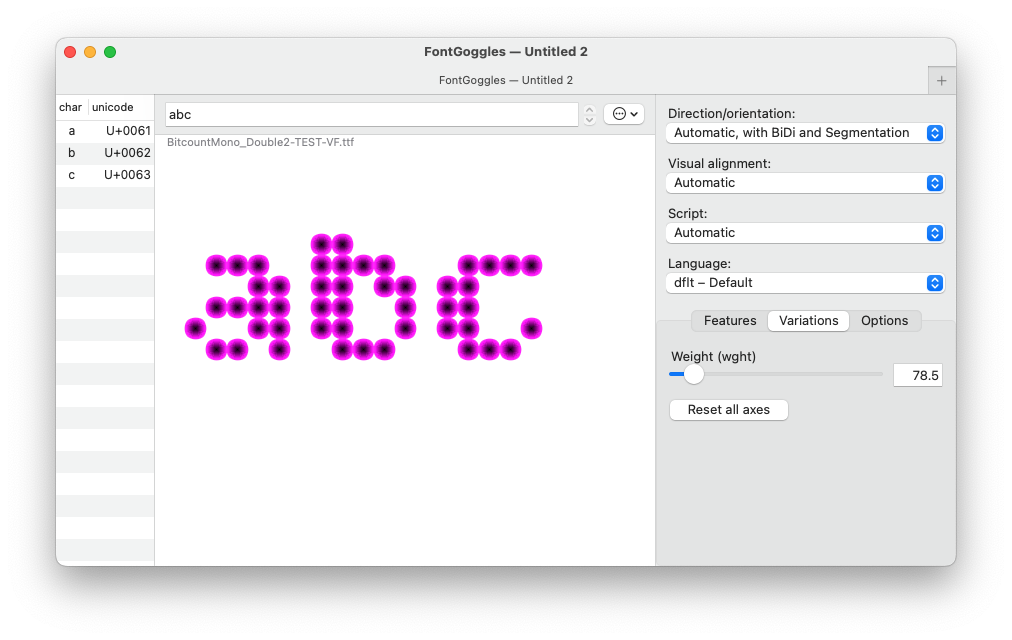 FontGoggles — Untitled 2
FontGoggles — Untitled 2
+
char unicode
a U+0061
b U+0062
c U+0063
abc
BitcountMono_Double2-TEST-VF.ttf
abc
Direction/orientation:
Automatic, with BiDi and Segmentation
Visual alignment:
Automatic
Script:
Automatic
Language:
dflt – Default
Features Variations Options
Weight (wght)
78.5
Reset all axes